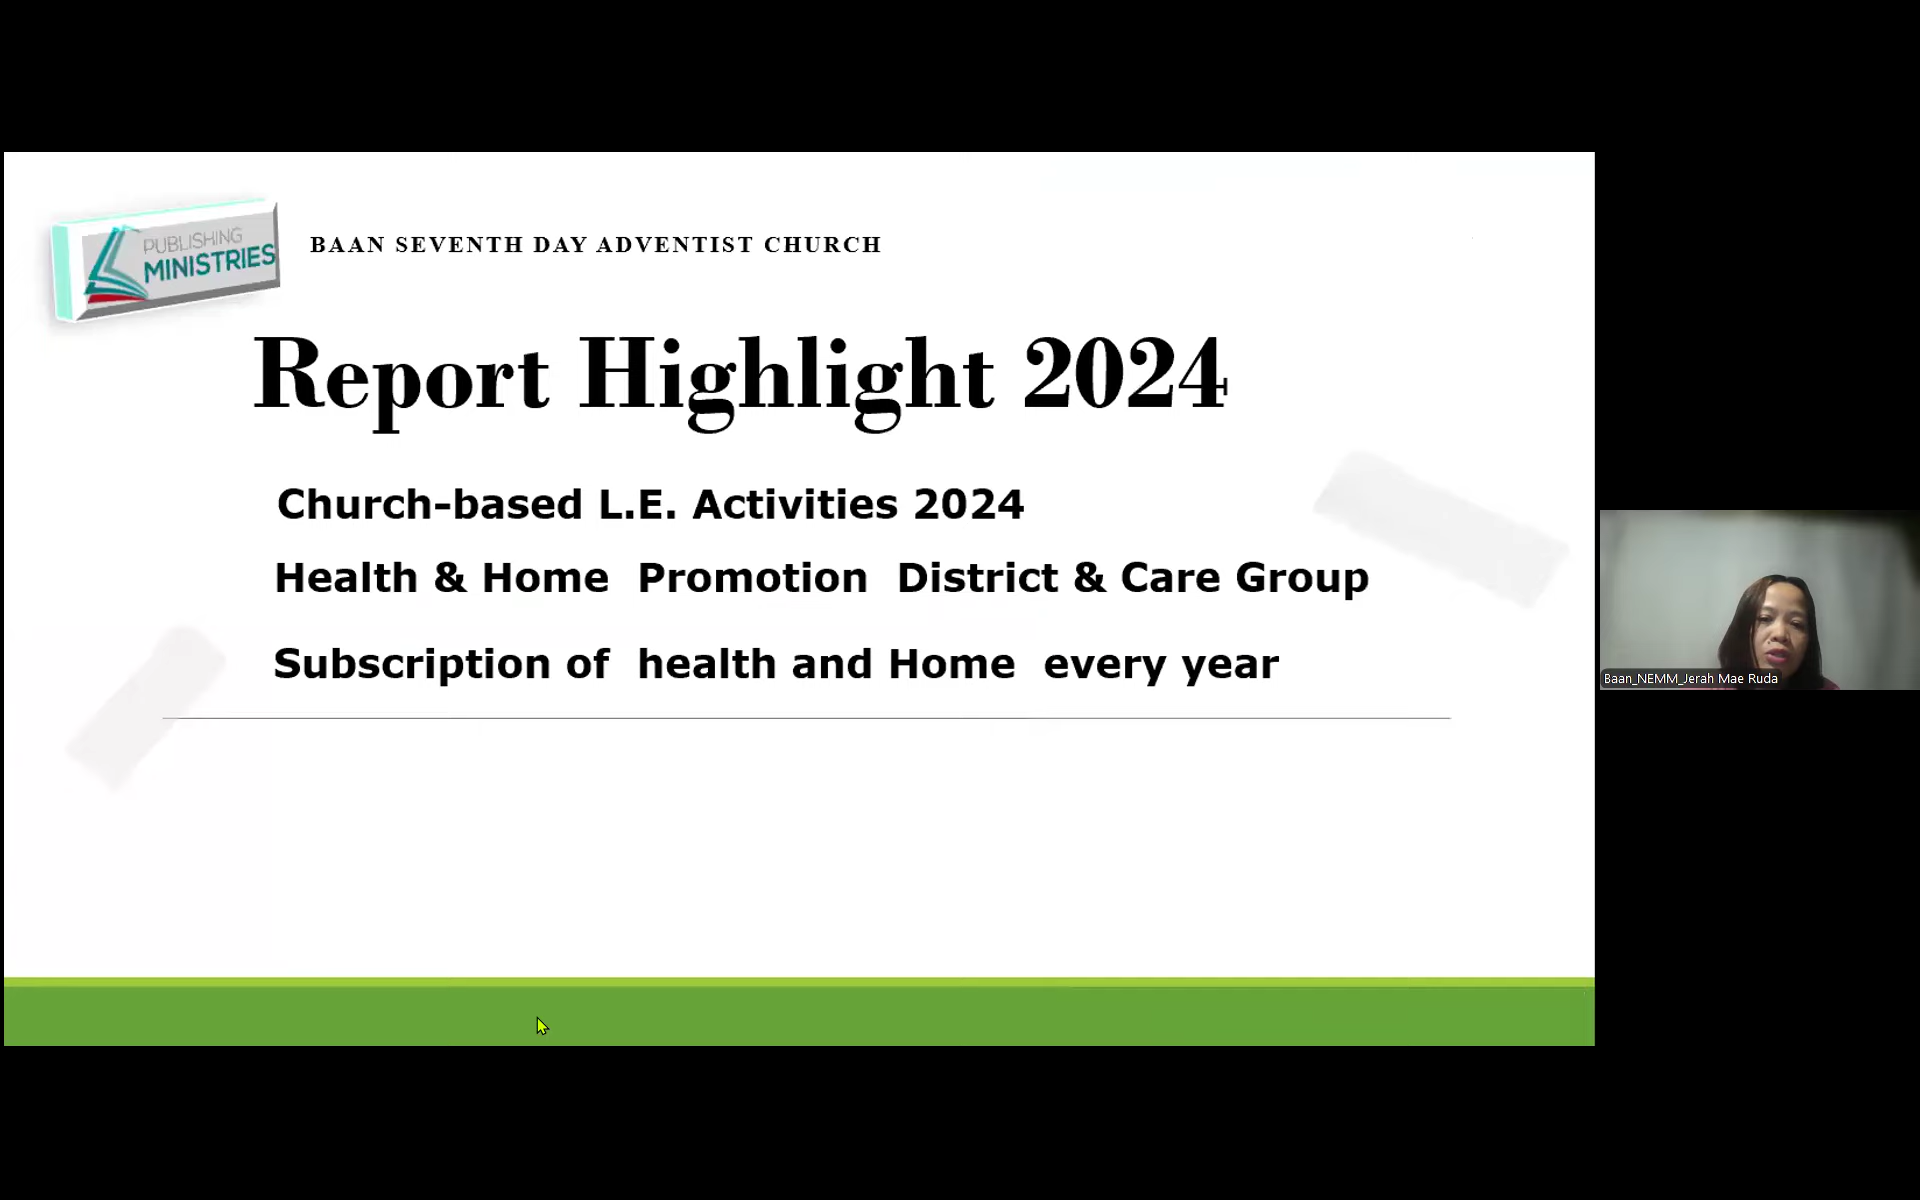 PUBLISHING
MINISTRIES
BAAN SEVENTH DAY ADVENTIST CHURCH
Report Highlight 2024
Church-based L.E. Activities 2024
Health & Home Promotion District & Care Group
Subscription of health and Home every year
Baan_NEMM_Jerah Mae Ruda